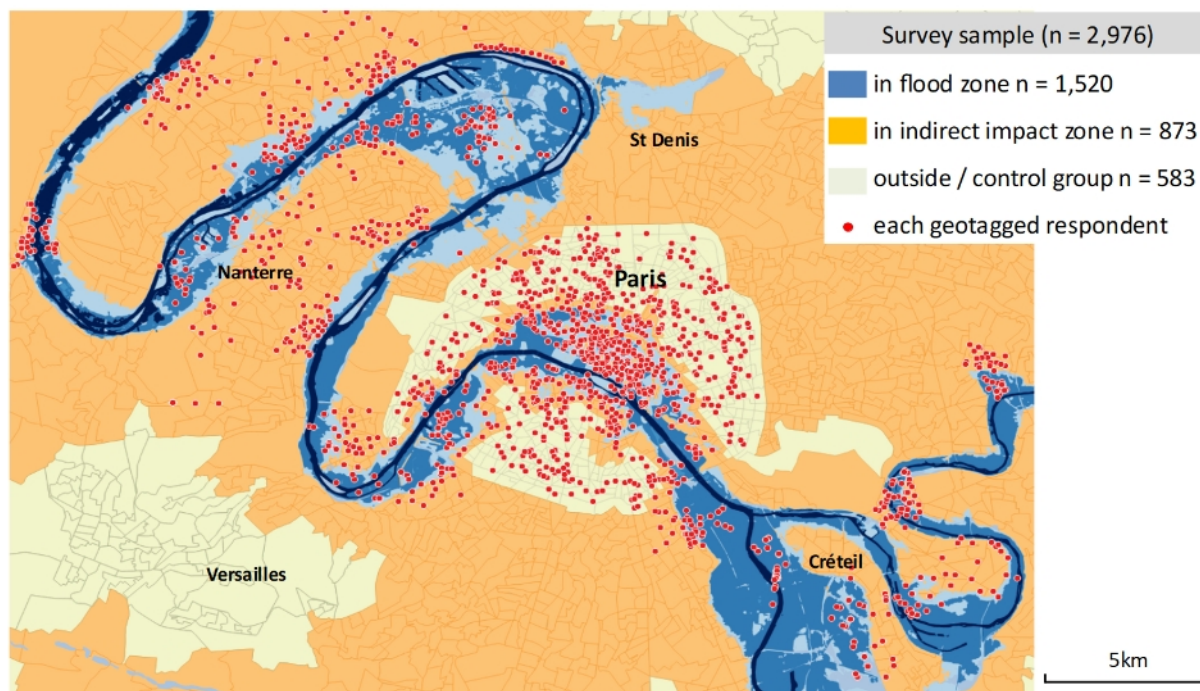 Survey sample (n = 2,976)
in flood zone n = 1,520
in indirect impact zone n = 873
outside / control group n = 583
each geotagged respondent
St Denis
Nanterre
Paris
Créteil
Versailles
5km